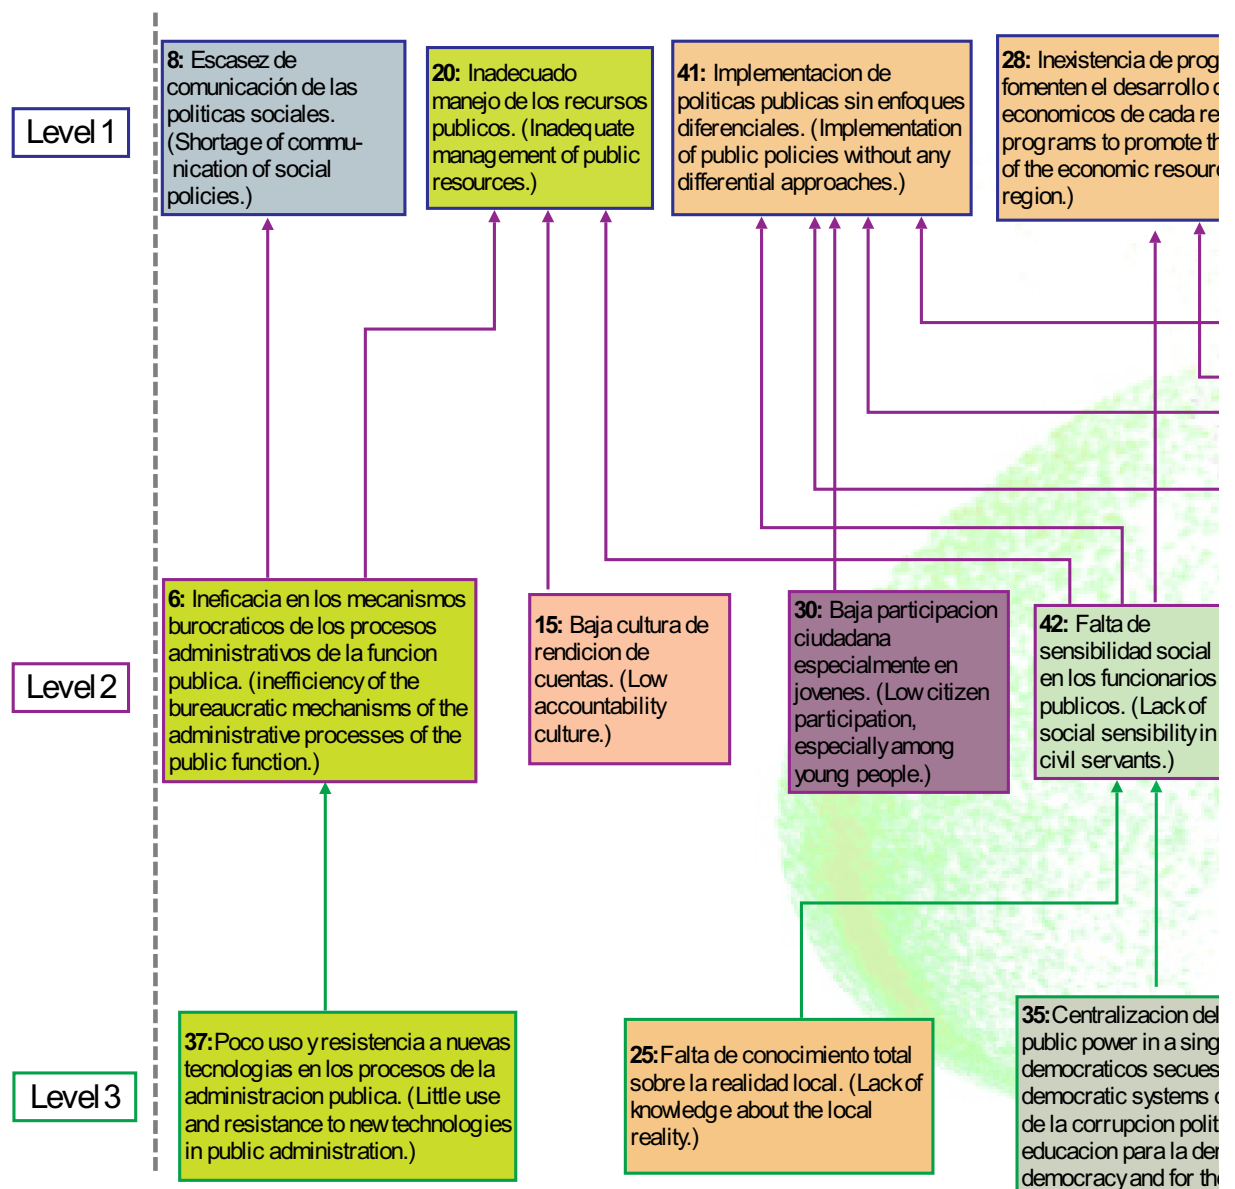 Level 1
8: Escasez de
comunicación de las
politicas sociales.
(Shortage of commu-
nication of social
policies.)
20: Inadecuado
manejo de los recursos
publicos. (Inadequate
management of public
resources.)
41: Implementacion de
politicas publicas sin enfoques
diferenciales. (Implementation
of public policies without any
differential approaches.)
28: Inexistencia de prog
fomenten el desarrollo
economicos de cada re
programs to promote th
of the economic resour
region.)
Level 2
6: Ineficacia en los mecanismos
burocraticos de los procesos
administrativos de la funcion
publica. (inefficiency of the
bureaucratic mechanisms of the
administrative processes of the
public function.)
15: Baja cultura de
rendicion de
cuentas. (Low
accountability
culture.)
30: Baja participacion
ciudadana
especialmente en
jovenes. (Low citizen
participation,
especially among
young people.)
42: Falta de
sensibilidad social
en los funcionarios
publicos. (Lack of
social sensibility in
civil servants.)
Level 3
37: Poco uso y resistencia a nuevas
tecnologias en los procesos de la
administracion publica. (Little use
and resistance to new technologies
in public administration.)
25: Falta de conocimiento total
sobre la realidad local. (Lack of
knowledge about the local
reality.)
35: Centralizacion del
public power in a sing
democraticos secues
democratic systems
de la corrupcion polit
educacion para la der
democracy and for the